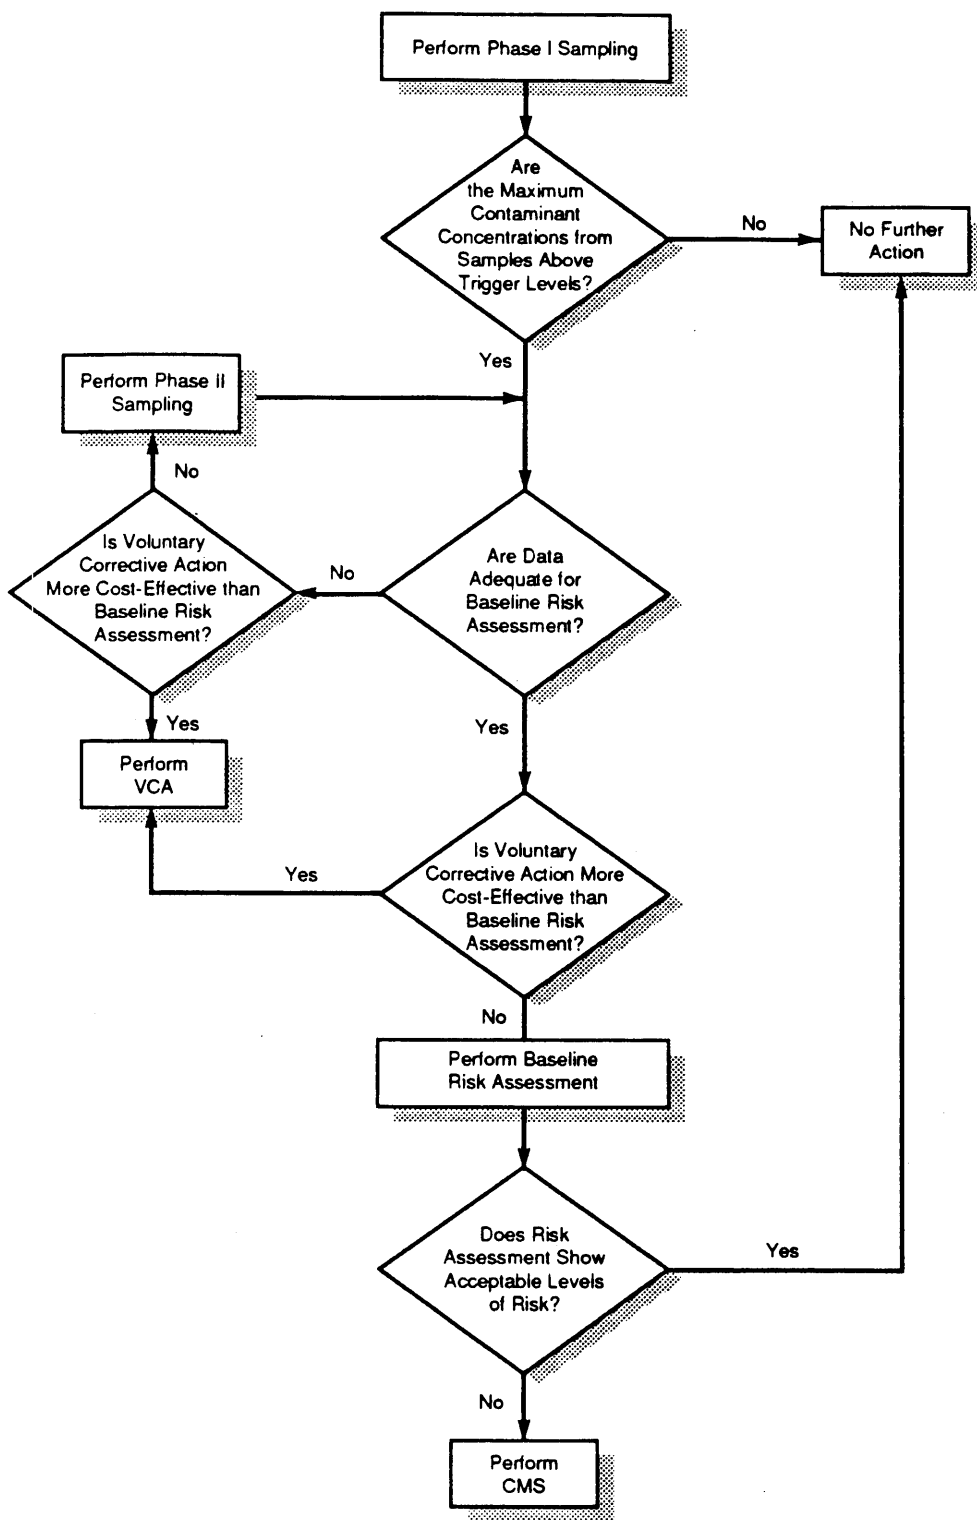 Perform Phase I Sampling
Are
the Maximum
Contaminant
Concentrations from
Samples Above
Trigger Levels?
No
No Further
Action
Yes
Perform Phase II
Sampling
No
Is Voluntary
Corrective Action
More Cost-Effective than
Baseline Risk
Assessment?
No
Are Data
Adequate for
Baseline Risk
Assessment?
Yes
Perform
VCA
Yes
Is Voluntary
Corrective Action More
Cost-Effective than
Baseline Risk
Assessment?
Yes
No
Perform Baseline
Risk Assessment
Does Risk
Assessment Show
Acceptable Levels
of Risk?
Yes
No
Perform
CMS